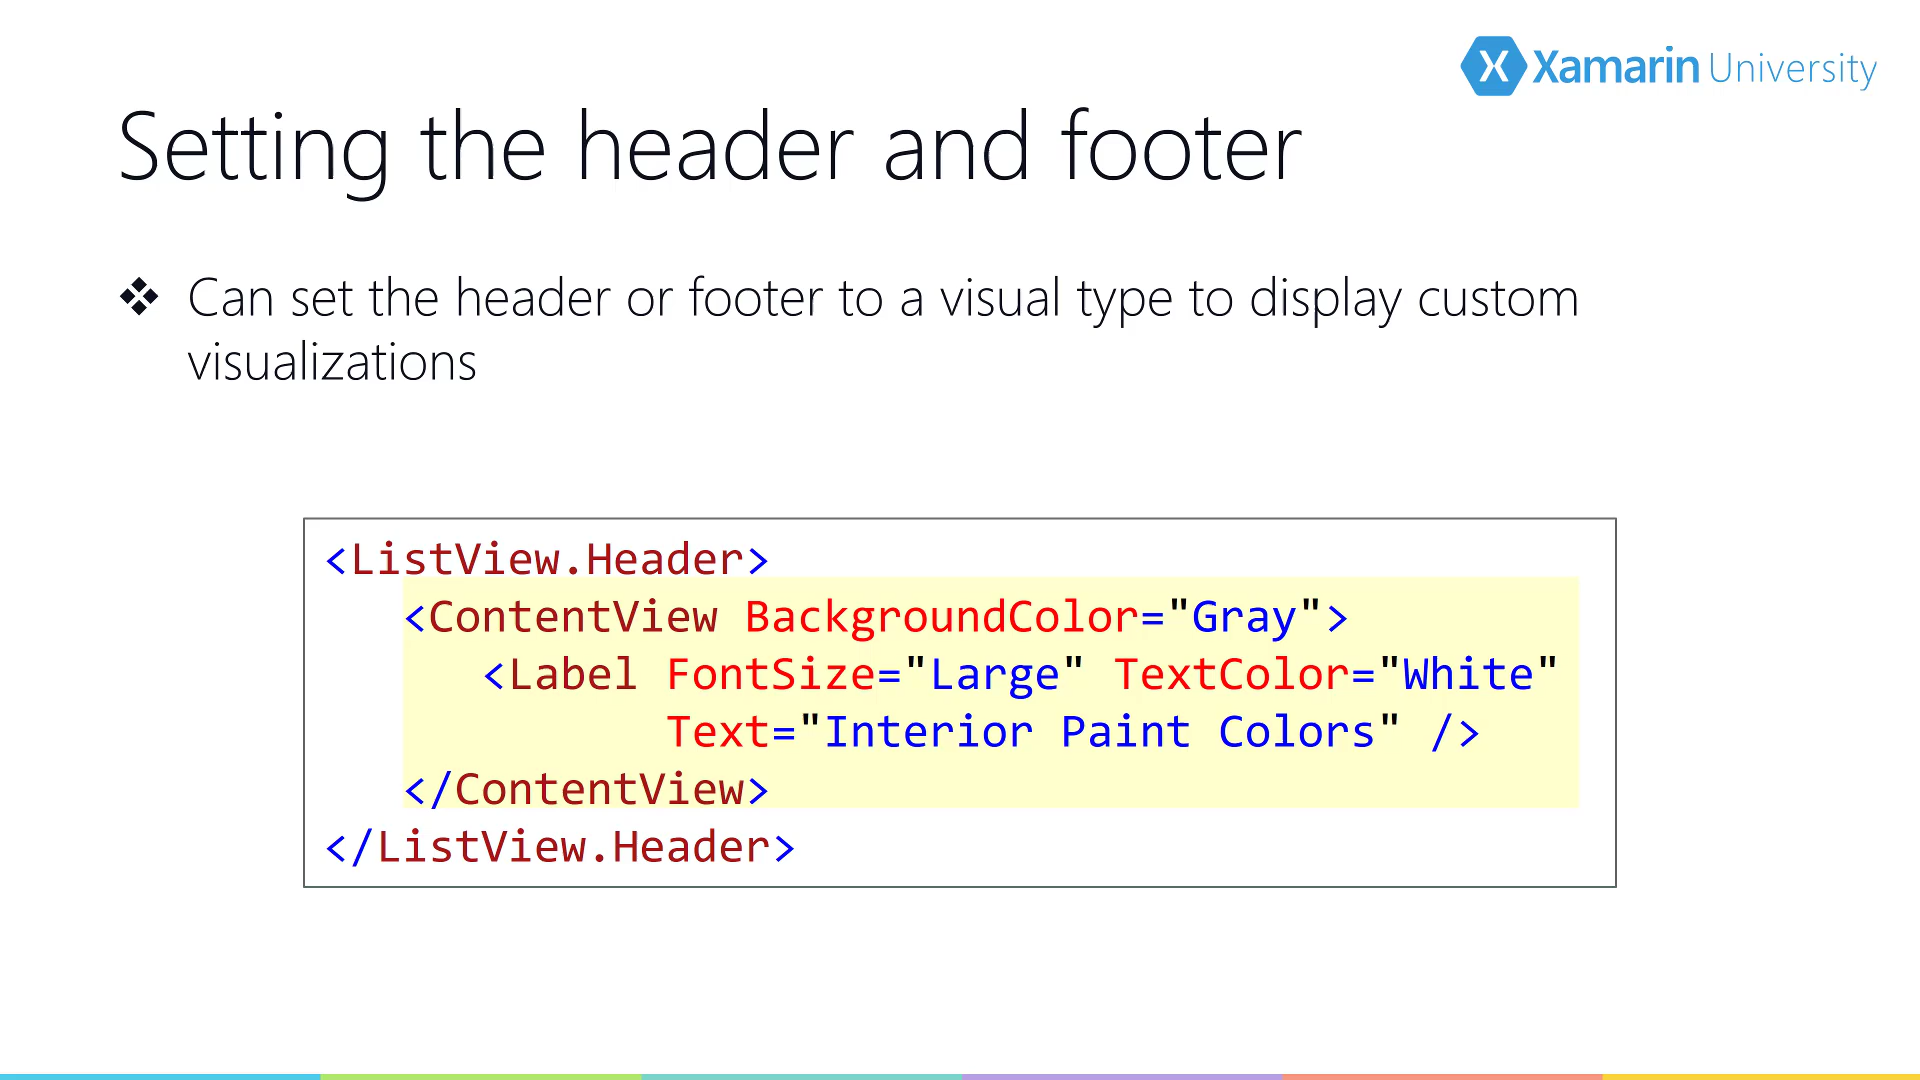 Xamarin University
Setting the header and footer
❖ Can set the header or footer to a visual type to display custom
visualizations
<ListView.Header>
   <ContentView BackgroundColor="Gray">
      <Label FontSize="Large" TextColor="White"
             Text="Interior Paint Colors" />
   </ContentView>
</ListView.Header>